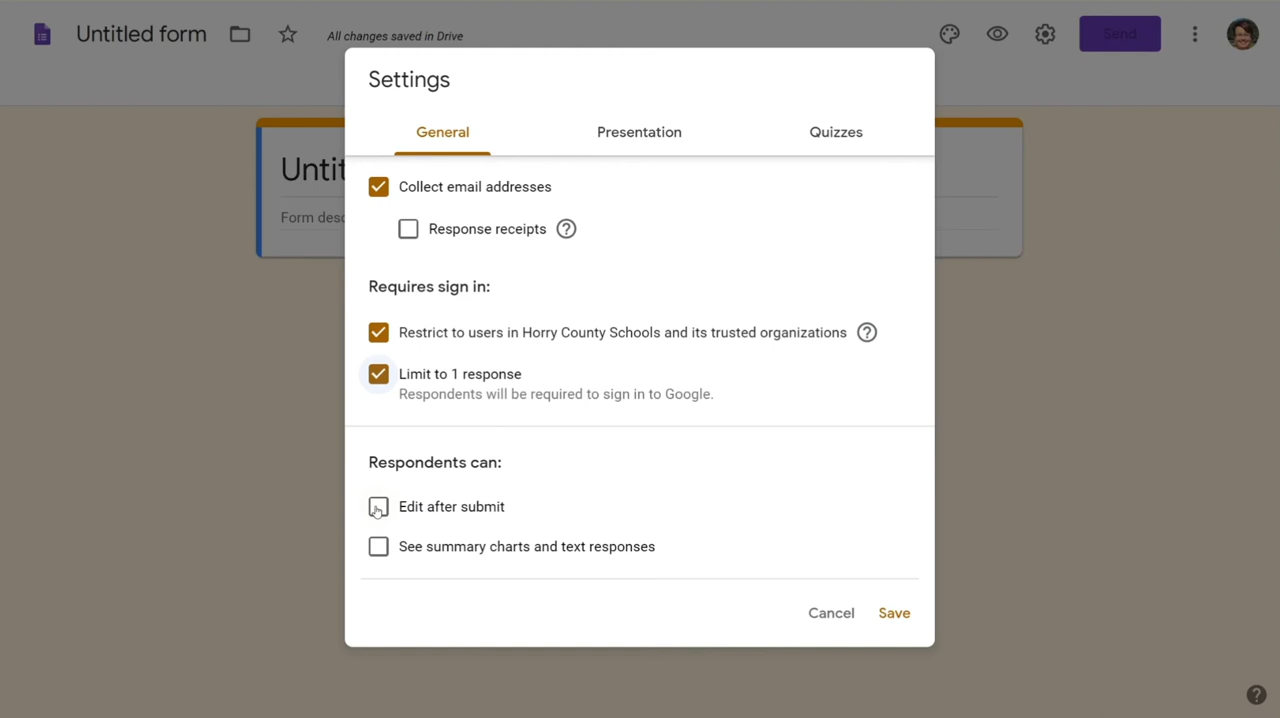 Untitled form
All changes saved in Drive
Send
Settings
General
Presentation
Quizzes
Untit
Form desc
Collect email addresses
Response receipts
Requires sign in:
Restrict to users in Horry County Schools and its trusted organizations
Limit to 1 response
Respondents will be required to sign in to Google.
Respondents can:
Edit after submit
See summary charts and text responses
Cancel
Save